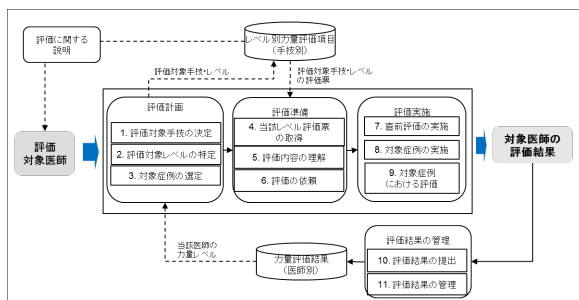 評価に関する
説明
レベル別力量評価項目
(手技別)
評価対象手技・レベル
評価対象手技・レベル
の評価票
評価
対象医師
評価計画
1. 評価対象手技の決定
2. 評価対象レベルの特定
3. 対象症例の選定
評価準備
4. 当該レベル評価票
の取得
5. 評価内容の理解
6. 評価の依頼
評価実施
7. 直前評価の実施
8. 対象症例の実施
9. 対象症例
における評価
対象医師の
評価結果
当該医師の
力量レベル
力量評価結果
(医師別)
評価結果の管理
10. 評価結果の提出
11. 評価結果の管理